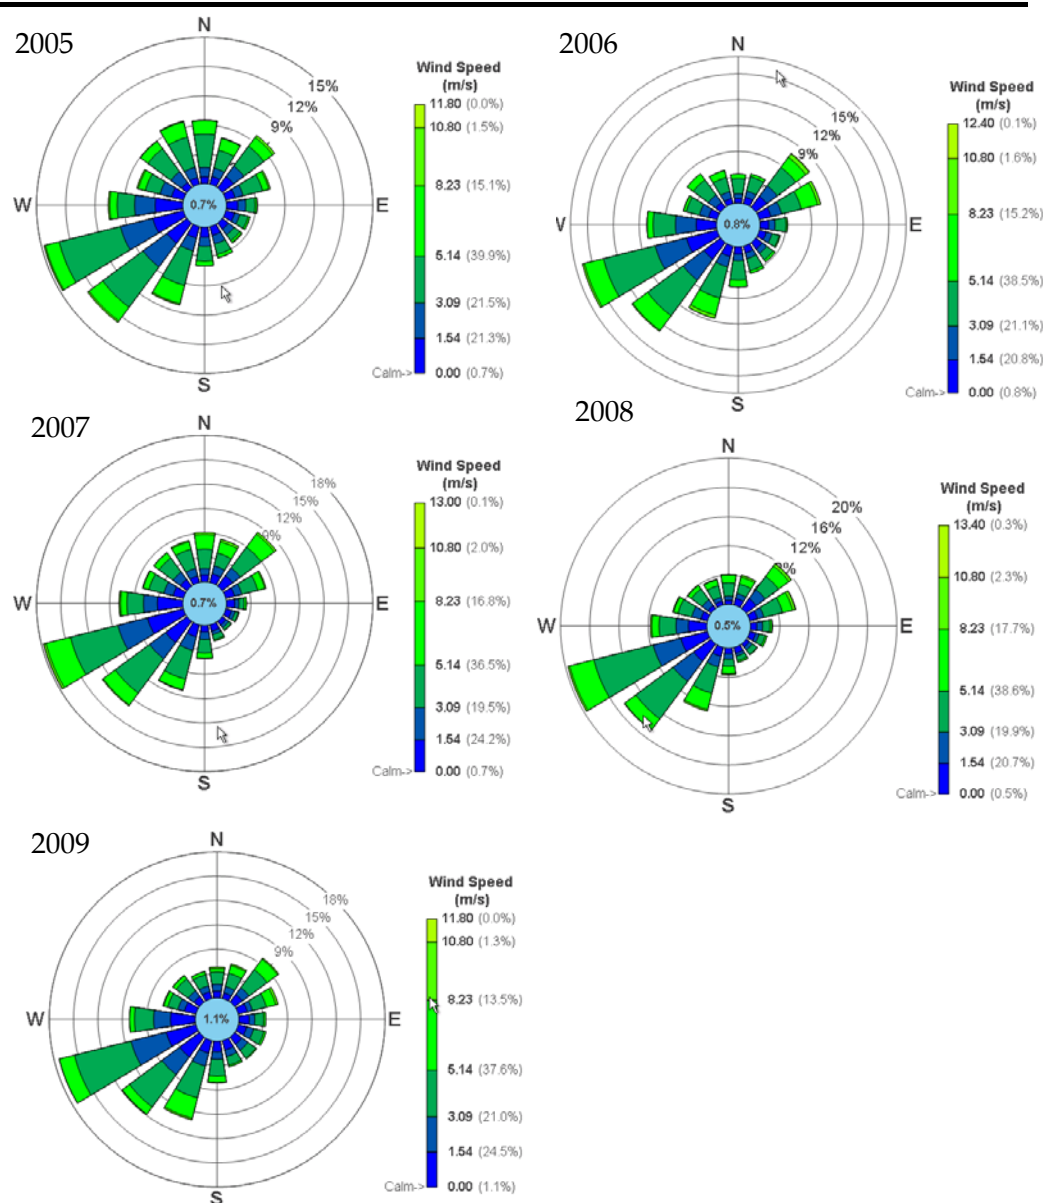 2005
N
15%
12%
9%
W
E
0.7%
S
Wind Speed
(m/s)
11.80 (0.0%)
10.80 (1.5%)
8.23 (15.1%)
5.14 (39.9%)
3.09 (21.5%)
1.54 (21.3%)
Calm-> 0.00 (0.7%)
2006
N
15%
12%
9%
E
0.8%
S
Wind Speed
(m/s)
12.40 (0.1%)
10.80 (1.6%)
8.23 (15.2%)
5.14 (38.5%)
3.09 (21.1%)
1.54 (20.8%)
Calm-> 0.00 (0.8%)
2007
N
18%
15%
12%
9%
W
E
0.7%
S
Wind Speed
(m/s)
13.00 (0.1%)
10.80 (2.0%)
8.23 (16.8%)
5.14 (36.5%)
3.09 (19.5%)
1.54 (24.2%)
Calm-> 0.00 (0.7%)
2008
N
20%
16%
12%
W
E
0.5%
S
Wind Speed
(m/s)
13.40 (0.3%)
10.80 (2.3%)
8.23 (17.7%)
5.14 (38.6%)
3.09 (19.9%)
1.54 (20.7%)
Calm-> 0.00 (0.5%)
2009
N
18%
15%
12%
9%
W
E
1.1%
S
Wind Speed
(m/s)
11.80 (0.0%)
10.80 (1.3%)
8.23 (13.5%)
5.14 (37.6%)
3.09 (21.0%)
1.54 (24.5%)
Calm-> 0.00 (1.1%)